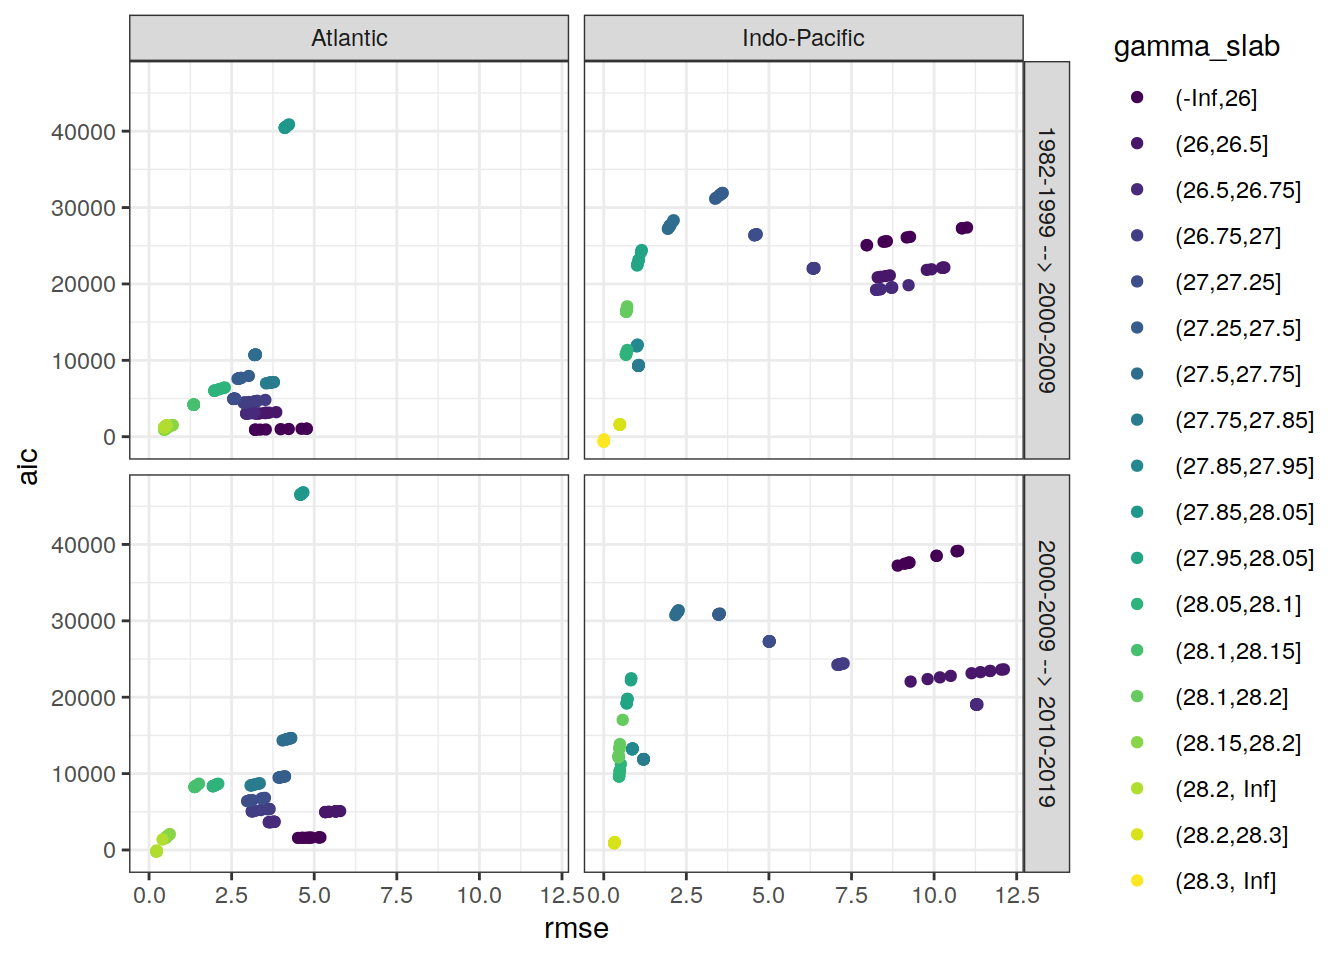 Atlantic
Indo-Pacific
aic
40000
30000
20000
10000
0
40000
30000
20000
10000
0
1982-1999 --> 2000-2009
2000-2009 --> 2010-2019
0.0 2.5 5.0 7.5 10.0 12.5
0.0 2.5 5.0 7.5 10.0 12.5
rmse
gamma_slab
(-Inf,26]
(26,26.5]
(26.5,26.75]
(26.75,27]
(27,27.25]
(27.25,27.5]
(27.5,27.75]
(27.75,27.85]
(27.85,27.95]
(27.85,28.05]
(27.95,28.05]
(28.05,28.1]
(28.1,28.15]
(28.1,28.2]
(28.15,28.2]
(28.2, Inf]
(28.2,28.3]
(28.3, Inf]